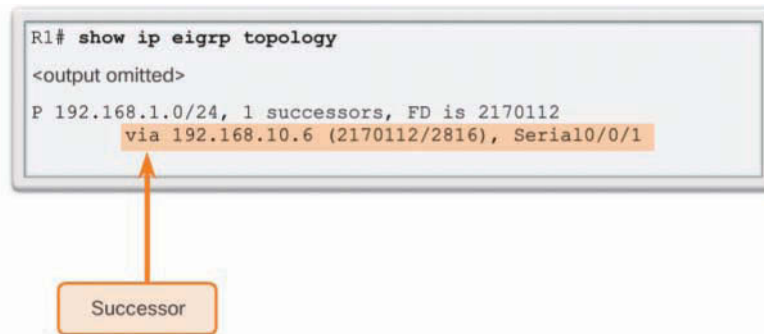 R1# show ip eigrp topology
<output omitted>
P 192.168.1.0/24, 1 successors, FD is 2170112
via 192.168.10.6 (2170112/2816), Serial0/0/1
Successor